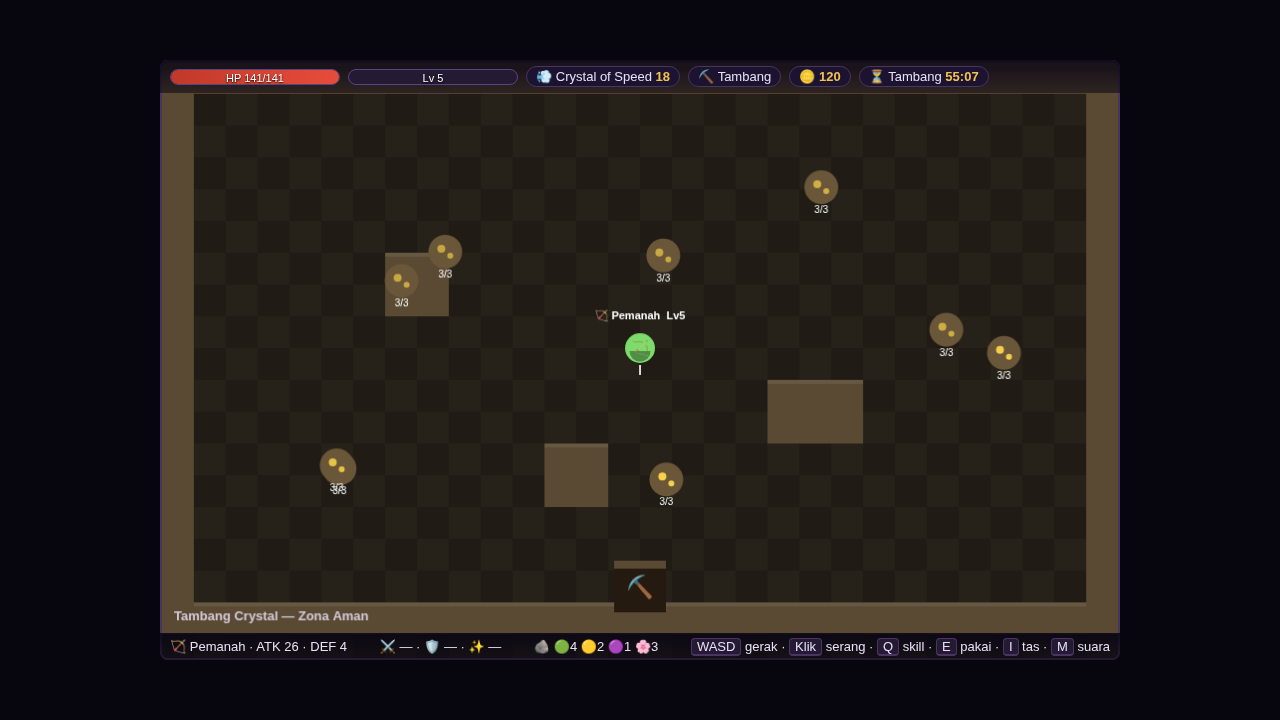 HP 141/141 Lv 5 💨 Crystal of Speed 18 ⛏️ Tambang 🪙 120 ⏳ Tambang 55:07
3/3
3/3
3/3
3/3
🏹 Pemanah Lv5
3/3
3/3
3/3
3/3
3/3
Tambang Crystal — Zona Aman
🏹 Pemanah · ATK 26 · DEF 4 ⚔️ — · 🛡️ — · ✨ — 🪨 🟢4 🟡2 🟣1 🌸3 WASD gerak · Klik serang · Q skill · E pakai · I tas · M suara